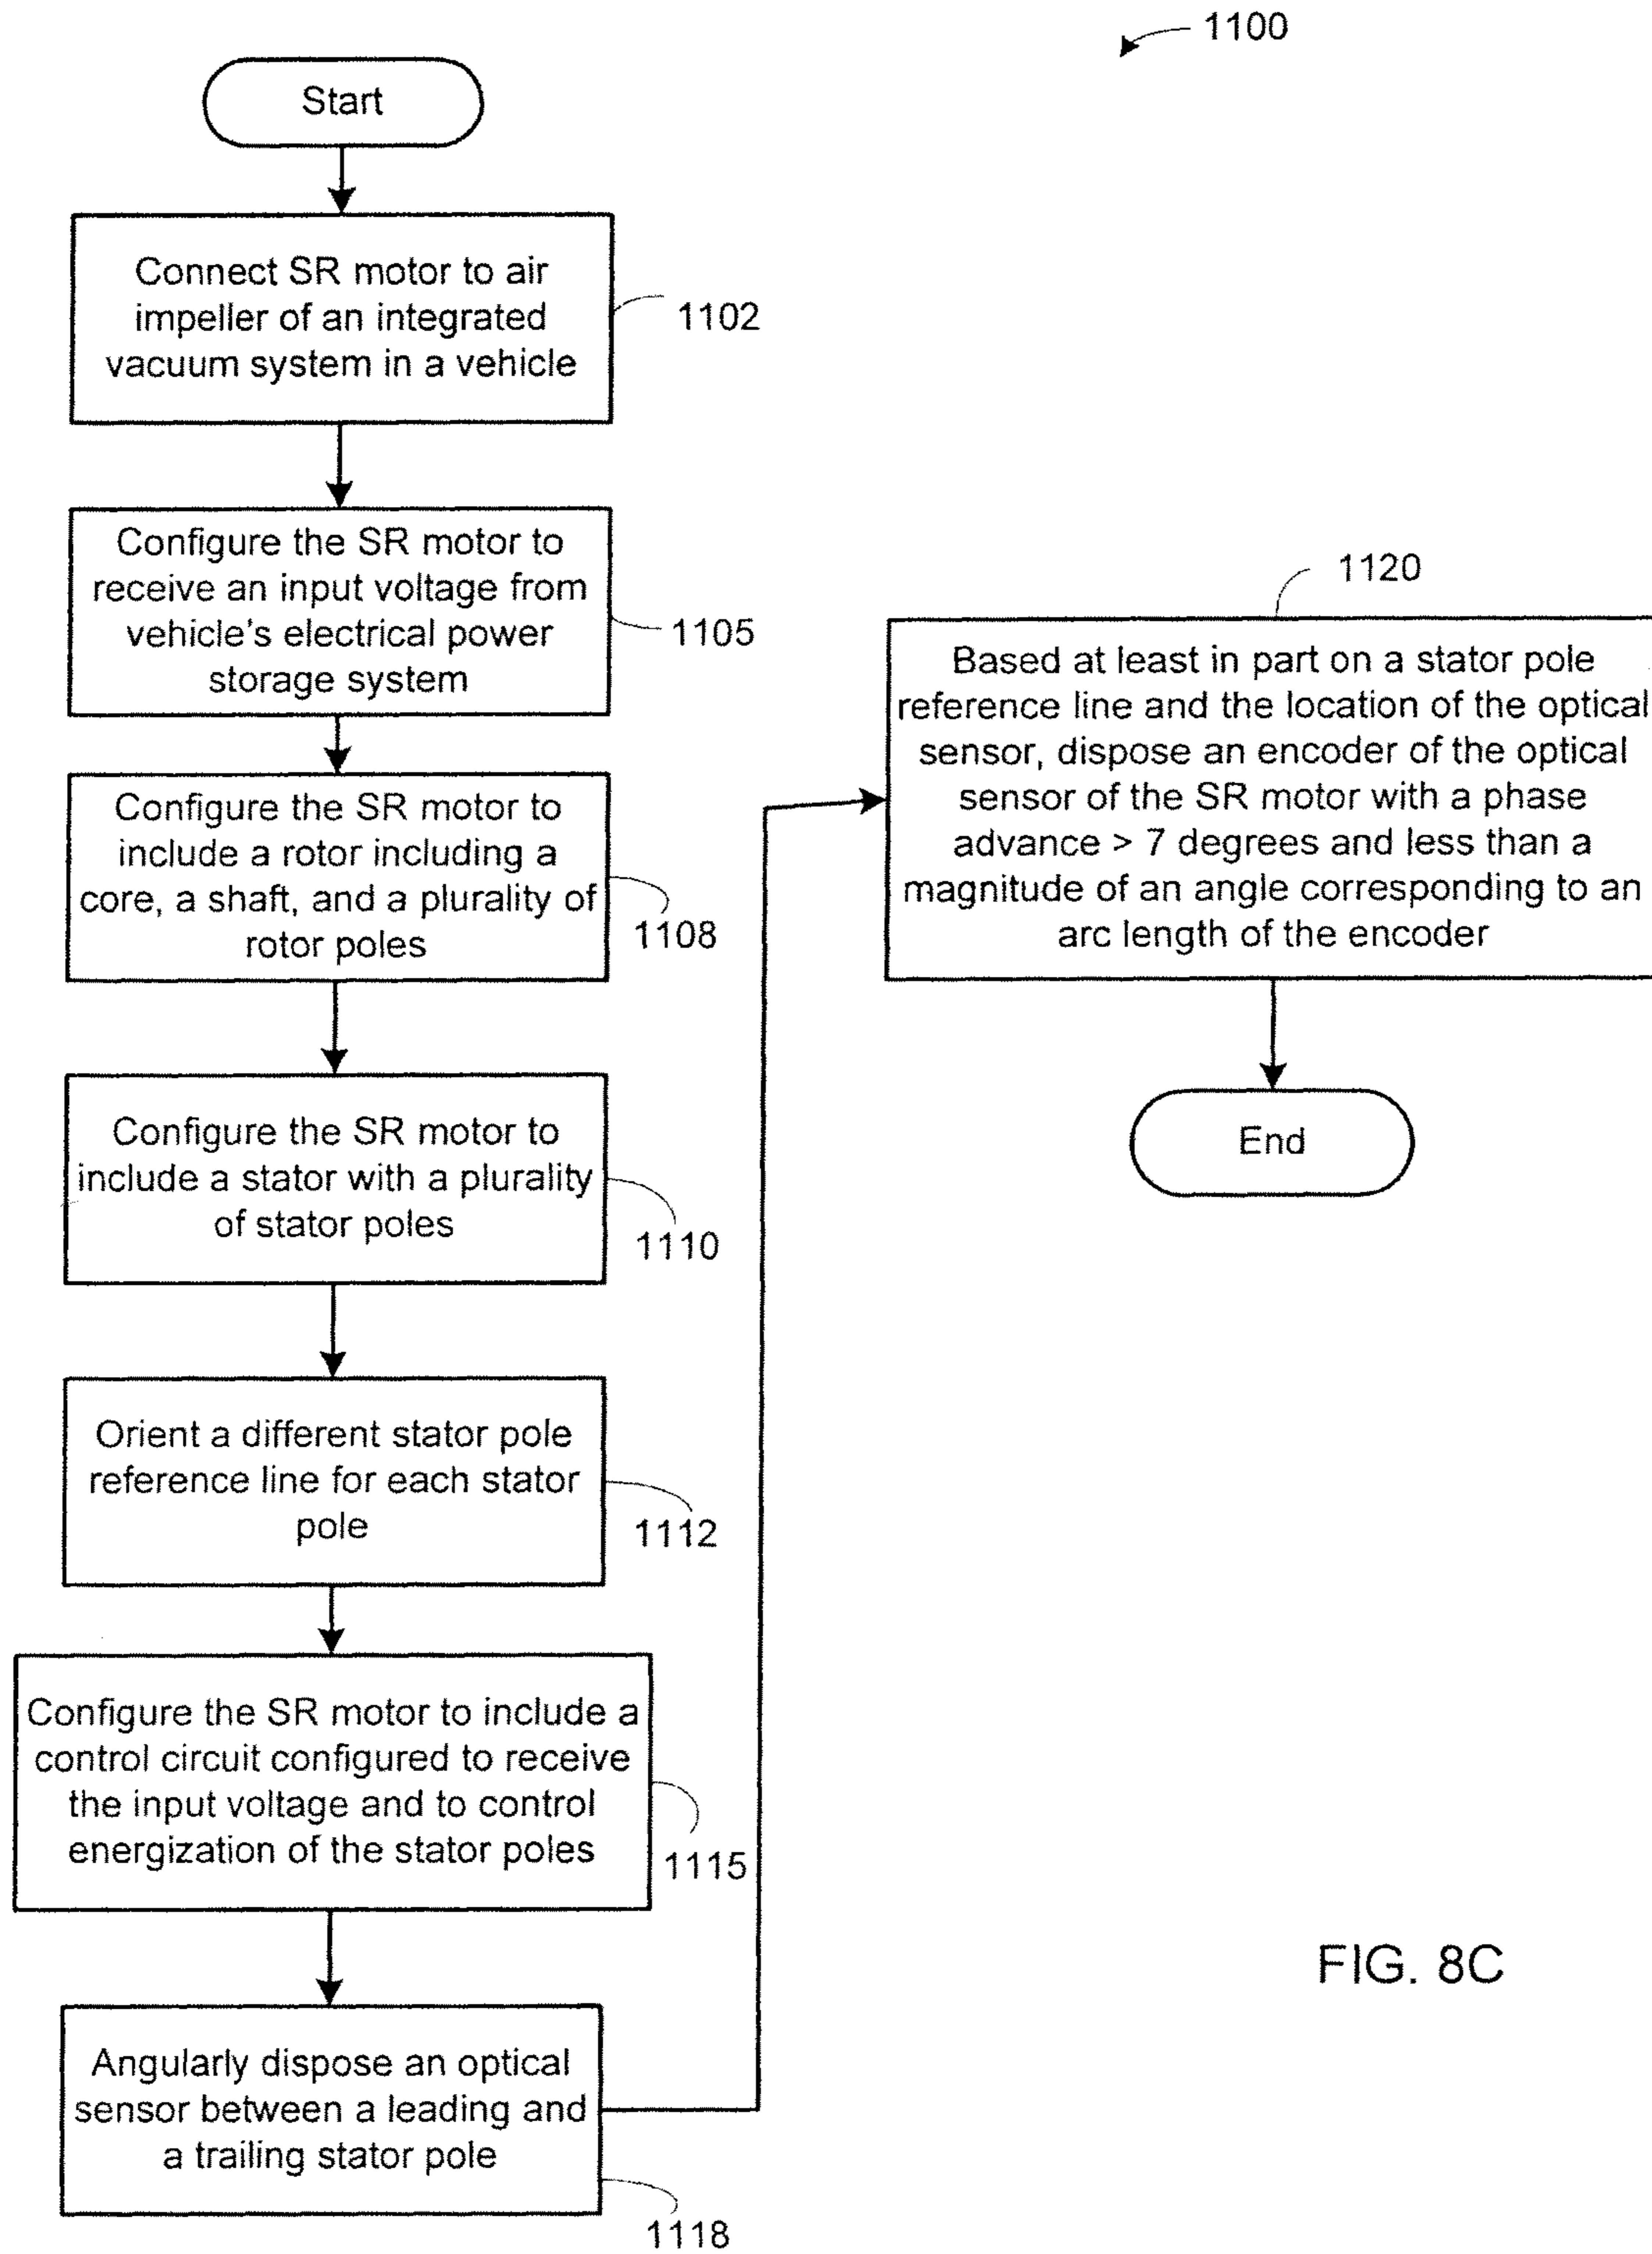 1100
Start
Connect SR motor to air
impeller of an integrated
vacuum system in a vehicle
1102
Configure the SR motor to
receive an input voltage from
vehicle's electrical power
storage system
1105
Configure the SR motor to
include a rotor including a
core, a shaft, and a plurality of
rotor poles
1108
Configure the SR motor to
include a stator with a plurality
of stator poles
1110
Orient a different stator pole
reference line for each stator
pole
1112
Configure the SR motor to include a
control circuit configured to receive
the input voltage and to control
energization of the stator poles
1115
Angularly dispose an optical
sensor between a leading and
a trailing stator pole
1118
1120
Based at least in part on a stator pole
reference line and the location of the optical
sensor, dispose an encoder of the optical
sensor of the SR motor with a phase
advance > 7 degrees and less than a
magnitude of an angle corresponding to an
arc length of the encoder
End
FIG. 8C